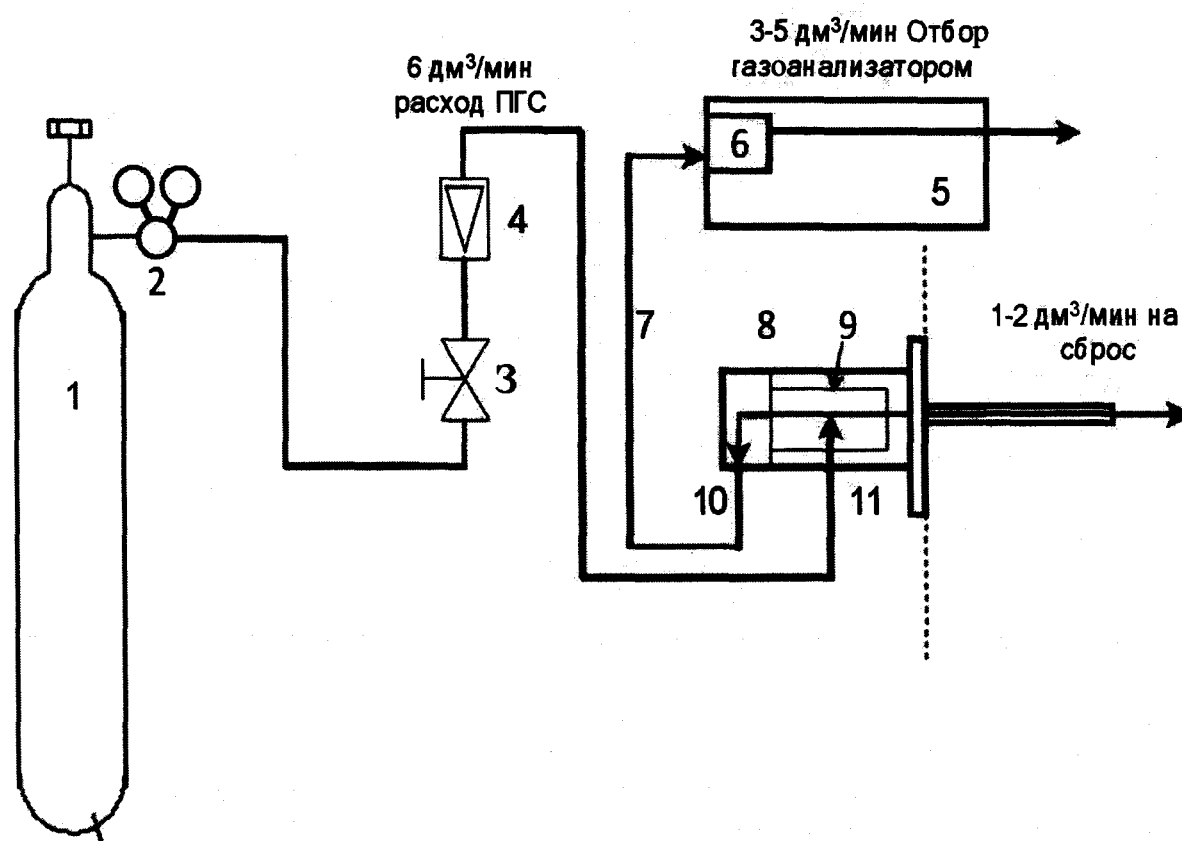 3-5 дм³/мин Отбор
газоанализатором
6 дм³/мин
расход ПГС
6
5
4
2
1-2 дм³/мин на
сброс
7
8
9
3
1
10
11